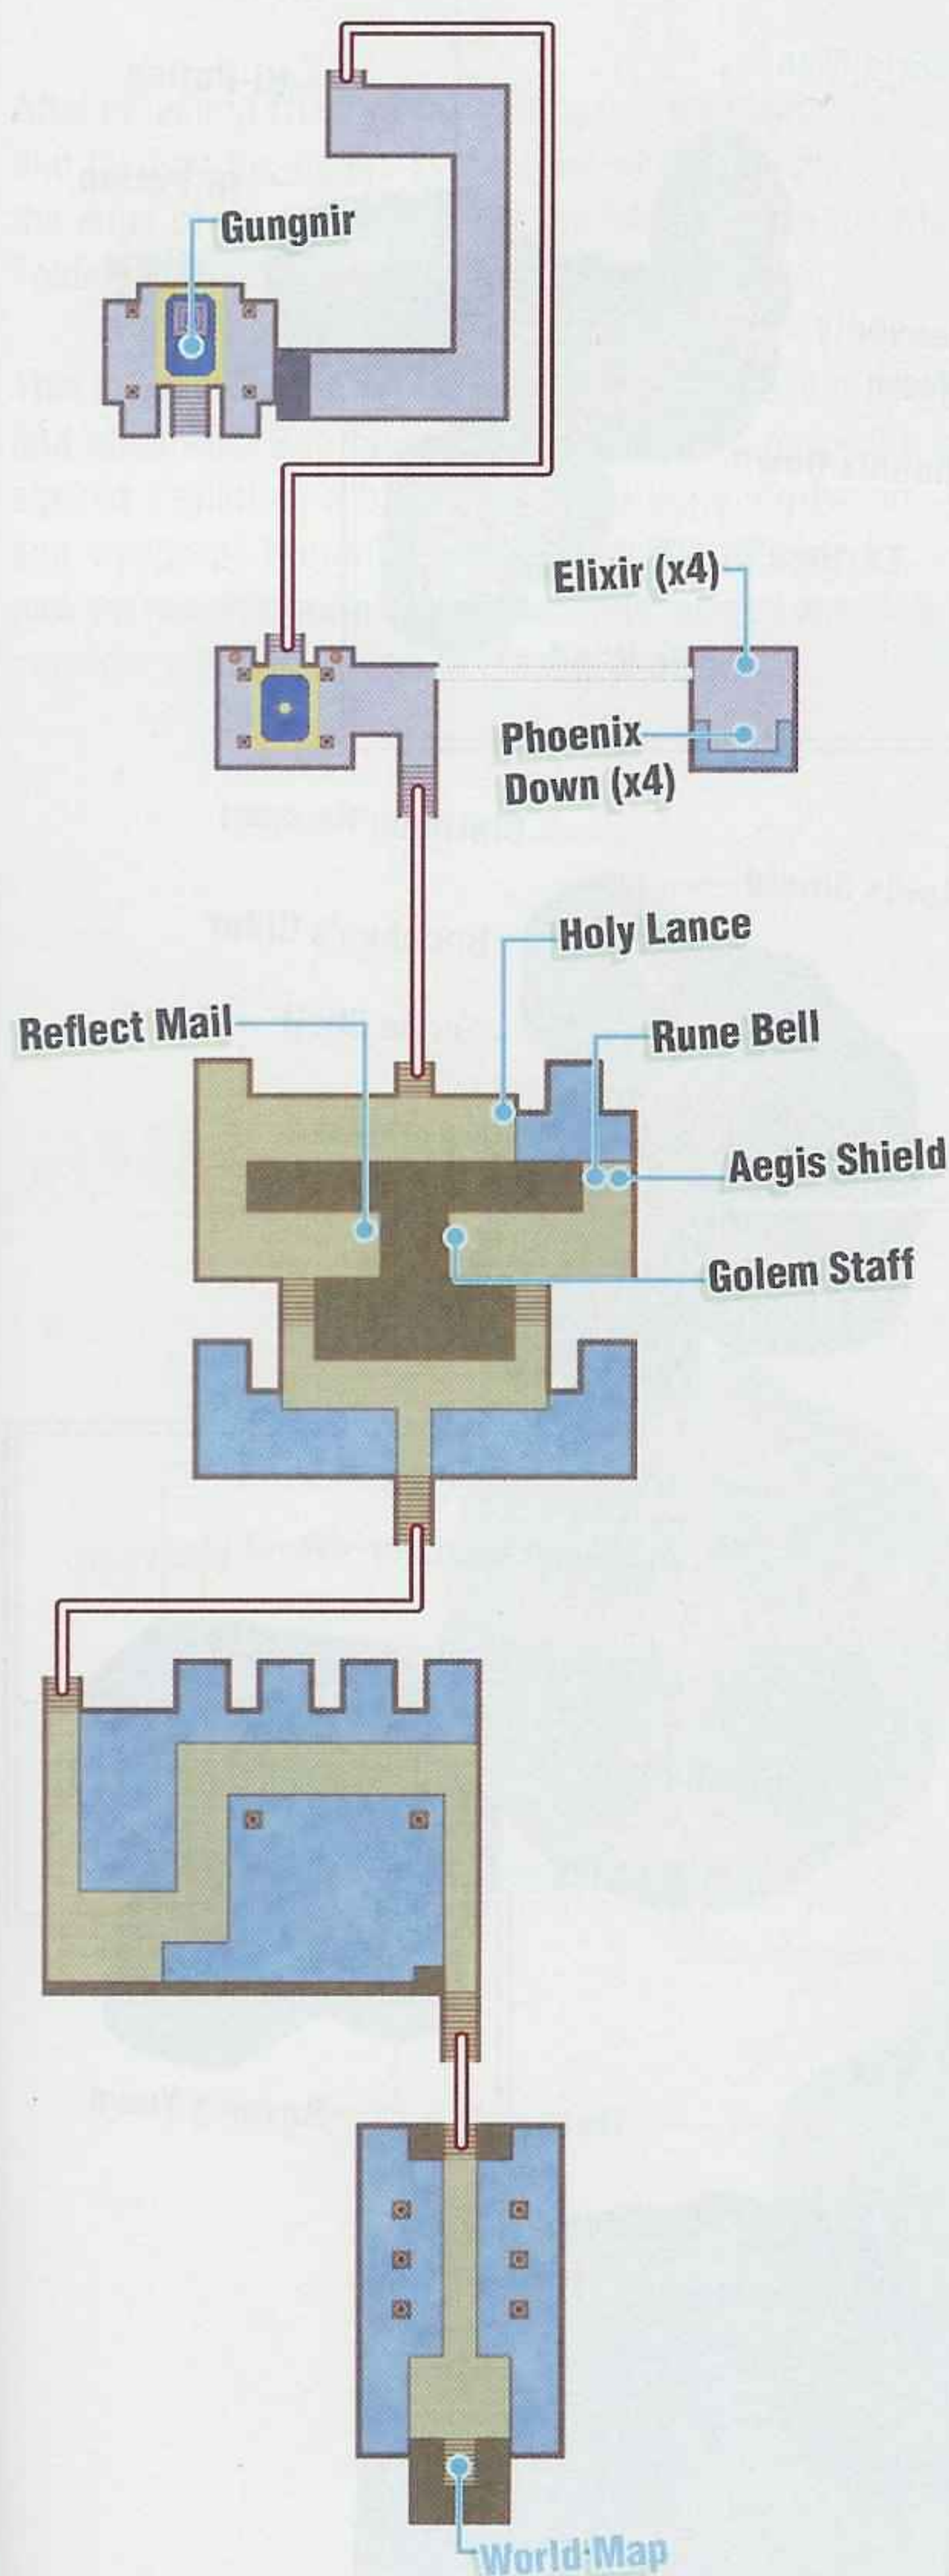 Gungnir
Elixir (x4)
Phoenix
Down (x4)
Holy Lance
Reflect Mail
Rune Bell
Aegis Shield
Golem Staff
World Map